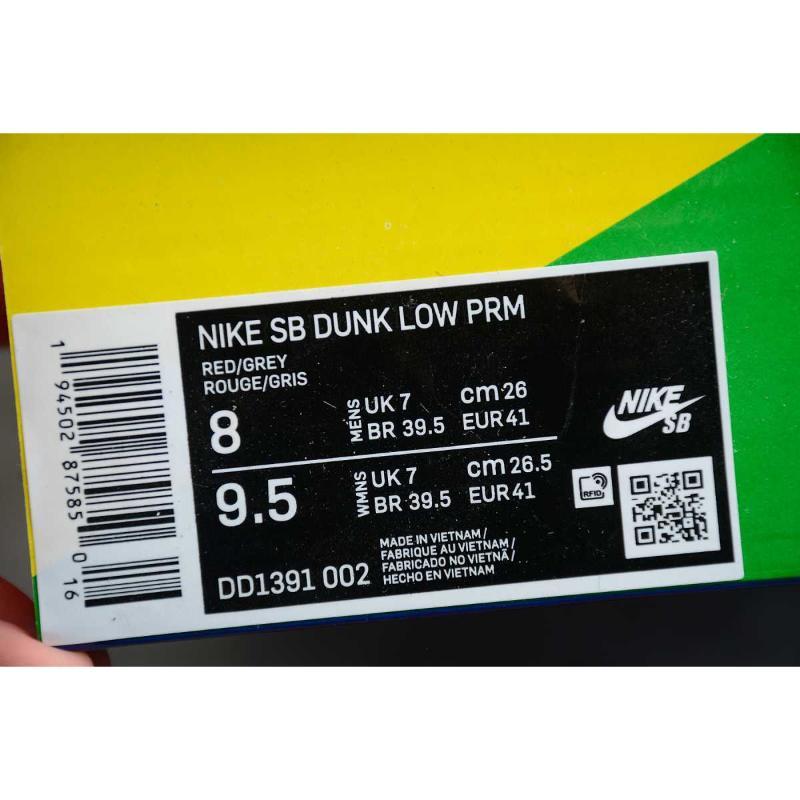 NIKE SB DUNK LOW PRM
RED/GREY
ROUGE/GRIS
8
MENS
UK 7
cm 26
BR 39.5
EUR 41
9.5
WMNS
UK 7
cm 26.5
BR 39.5
EUR 41
DD1391 002
MADE IN VIETNAM /
FABRIQUE AU VIETNAM /
FABRICADO NO VIETNÃ /
HECHO EN VIETNAM
NIKE
SB
RFID
1 94502 87585 0 16